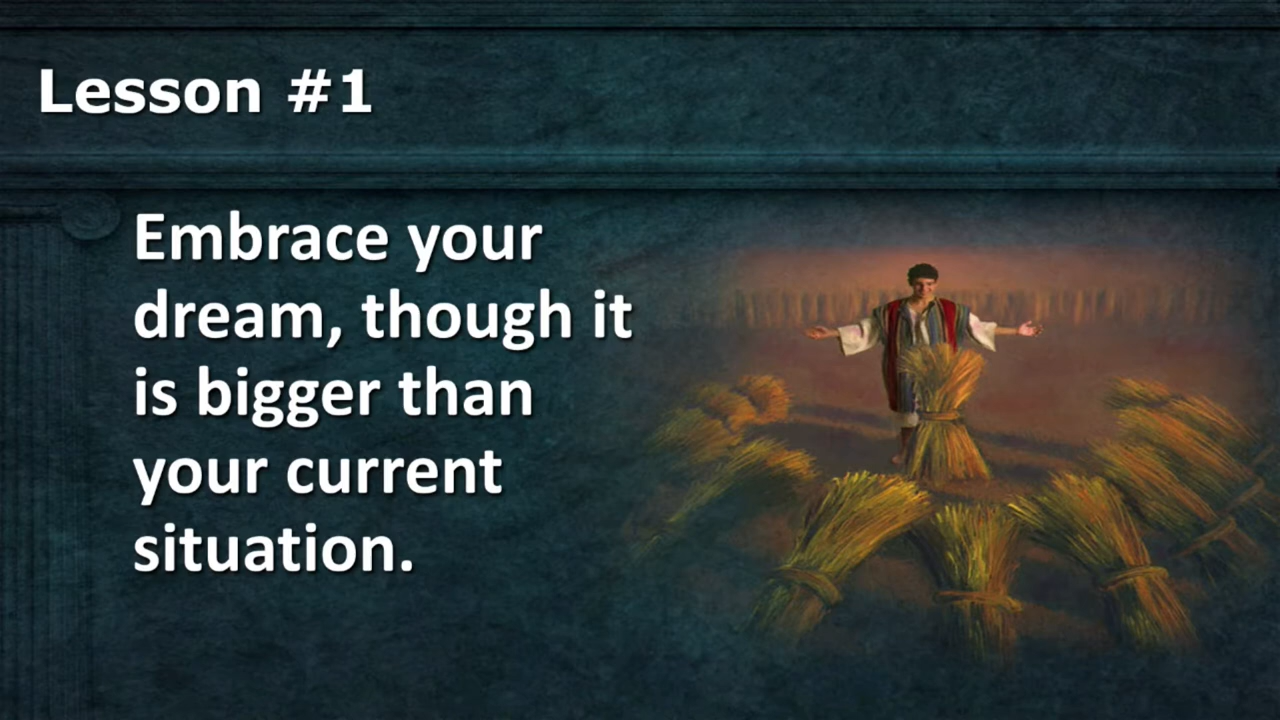 Lesson #1
Embrace your
dream, though it
is bigger than
your current
situation.